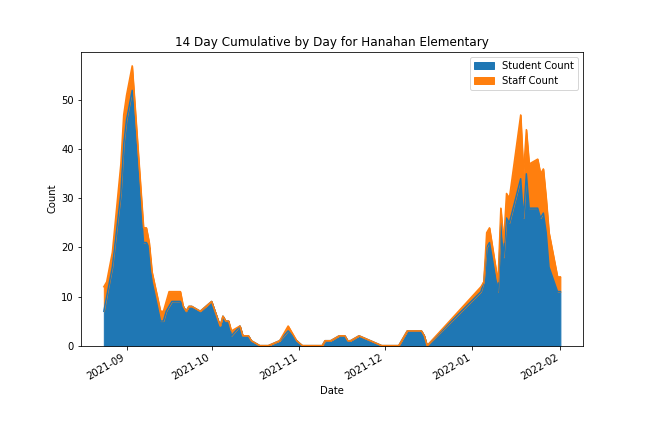 14 Day Cumulative by Day for Hanahan Elementary
Student Count
Staff Count
Count
50
40
30
20
10
0
2021-09
2021-10
2021-11
2021-12
2022-01
2022-02
Date